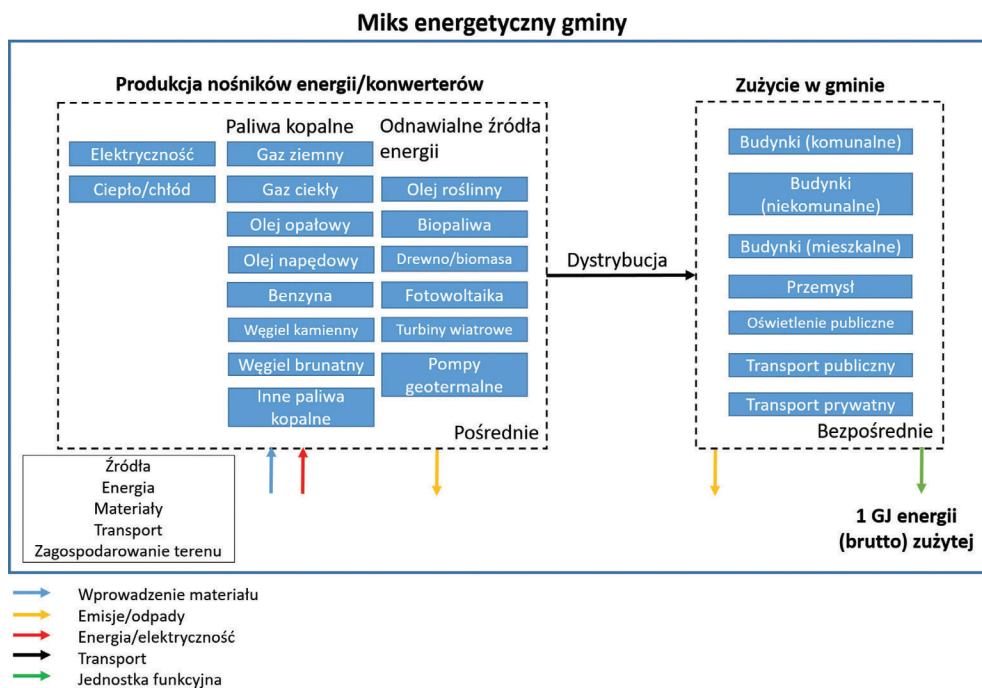 Miks energetyczny gminy
Produkcja nośników energii/konwerterów
Paliwa kopalne
Odnawialne źródła
energii
Elektryczność
Ciepło/chłód
Gaz ziemny
Gaz ciekły
Olej opałowy
Olej napędowy
Benzyna
Węgiel kamienny
Węgiel brunatny
Inne paliwa
kopalne
Olej roślinny
Biopaliwa
Drewno/biomasa
Fotowoltaika
Turbiny wiatrowe
Pompy
geotermalne
Pośrednie
Dystrybucja
Zużycie w gminie
Budynki (komunalne)
Budynki
(niekomunalne)
Budynki (mieszkalne)
Przemysł
Oświetlenie publiczne
Transport publiczny
Transport prywatny
Bezpośrednie
Źródła
Energia
Materiały
Transport
Zagospodarowanie terenu
1 GJ energii
(brutto) zużytej
Wprowadzenie materiału
Emisje/odpady
Energia/elektryczność
Transport
Jednostka funkcyjna